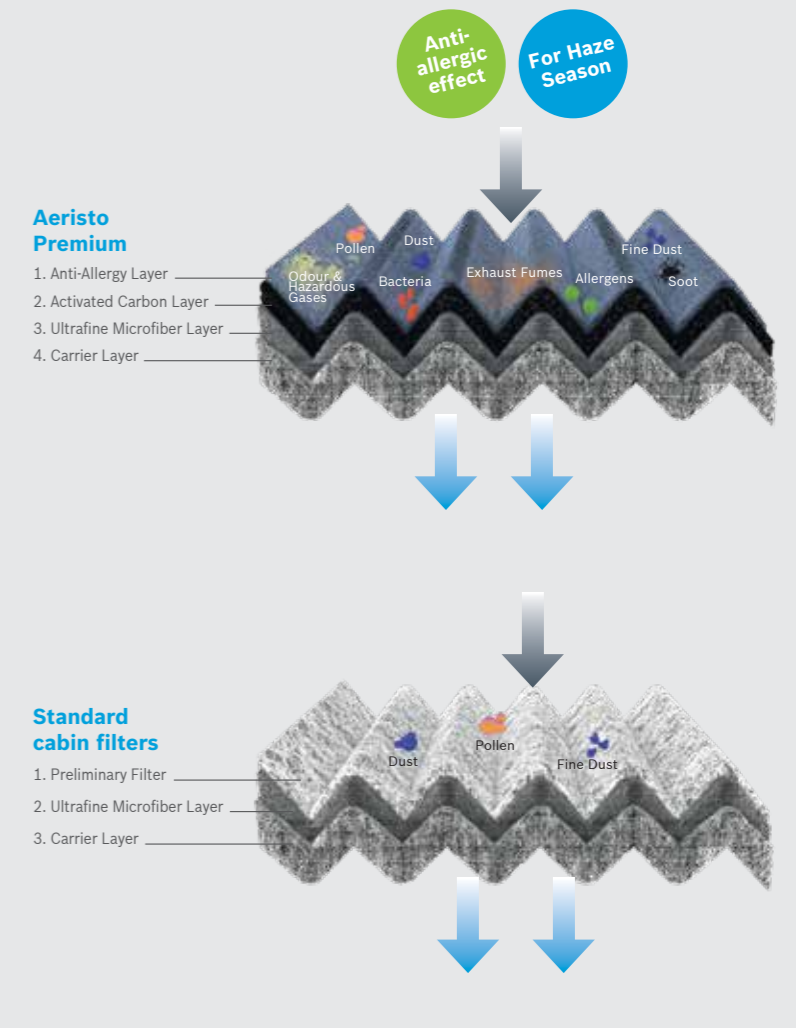 Anti-
allergic
effect
For Haze
Season
Aeristo
Premium
1. Anti-Allergy Layer
2. Activated Carbon Layer
3. Ultrafine Microfiber Layer
4. Carrier Layer
Pollen
Dust
Fine Dust
Odour &
Hazardous
Gases
Bacteria
Exhaust Fumes
Allergens
Soot
Standard
cabin filters
1. Preliminary Filter
2. Ultrafine Microfiber Layer
3. Carrier Layer
Dust
Pollen
Fine Dust